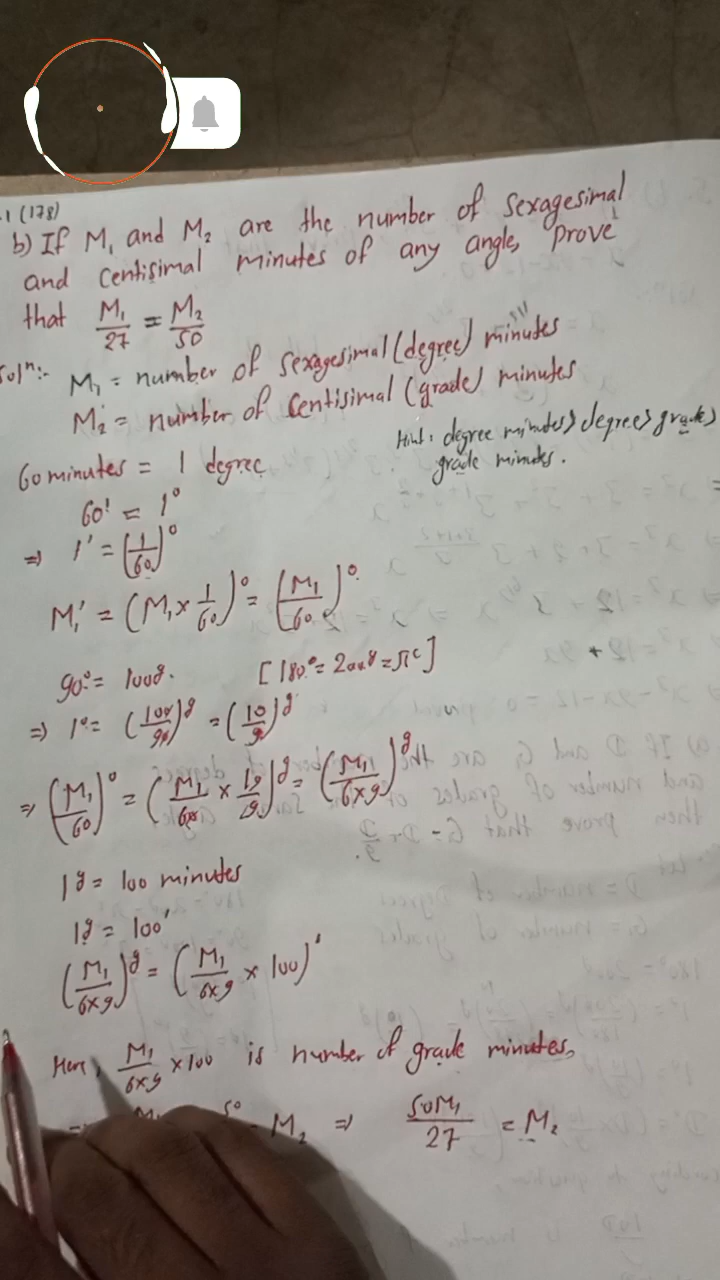 1 (178)
b) If M₁ and M₂ are the number of sexagesimal
and centisimal minutes of any angle, prove
that M₁/27 = M₂/50
Solⁿ:- M₁ = number of sexagesimal (degree) minutes
M₂ = number of centisimal (grade) minutes
Hint: degree minutes> degree> grade>
grade minutes.
60 minutes = 1 degree
60' = 1°
⇒ 1' = (1/60)°
M₁' = (M₁ × 1/60)° = (M₁/60)°
90° = 100g. [180° = 200g = πᶜ]
⇒ 1° = (100/90)g = (10/9)g
⇒ (M₁/60)° = (M₁/60 × 10/9)g = (M₁/6×9)g
1g = 100 minutes
1g = 100'
(M₁/6×9)g = (M₁/6×9 × 100)'
Here, M₁/6×9 × 100 is number of grade minutes,
50 M₂ ⇒ 50M₁/27 = M₂